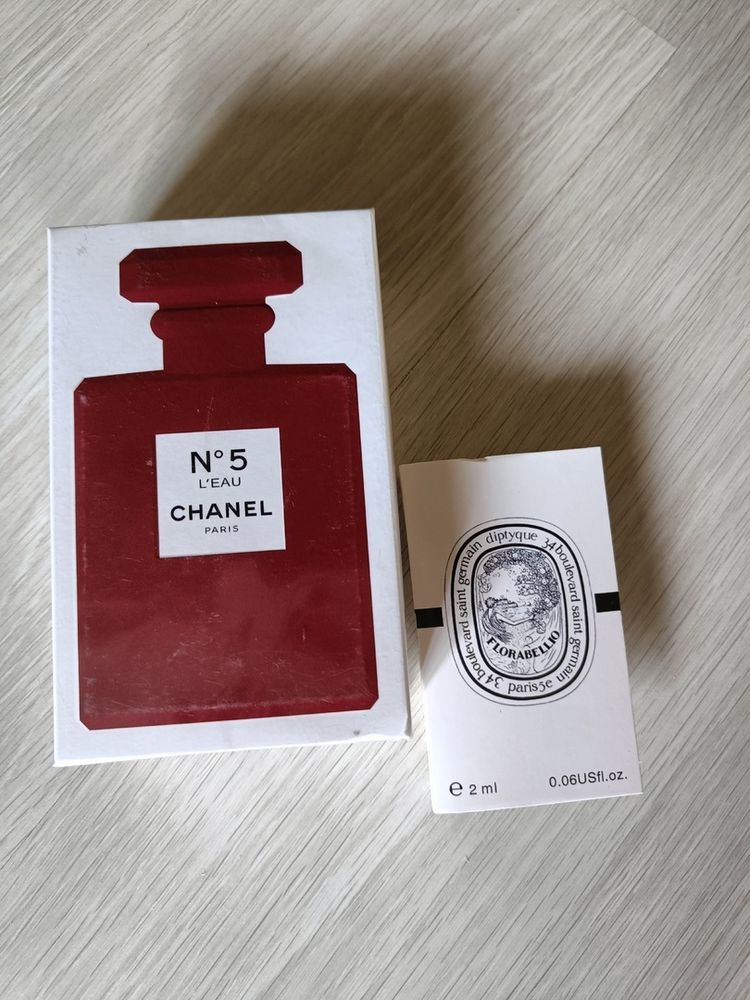 N°5
L'EAU
CHANEL
PARIS
diptyque 34 boulevard saint germain paris5e 34 boulevard saint germain
FLORABELLIO
e 2 ml
0.06USfl.oz.